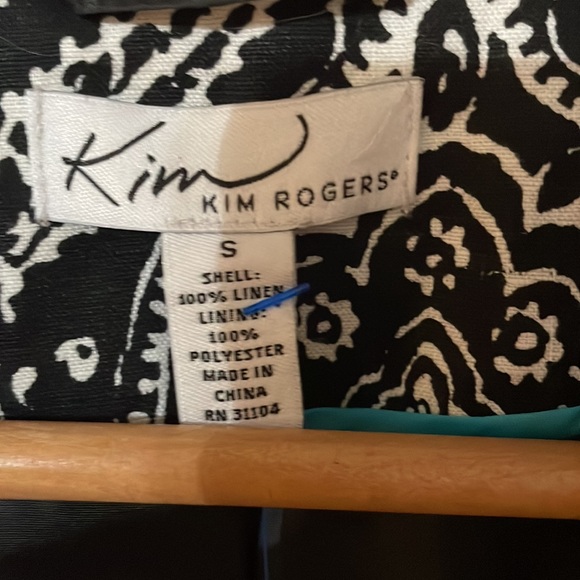 Kim
KIM ROGERS®
S
SHELL:
100% LINEN
LINING:
100%
POLYESTER
MADE IN
CHINA
RN 31104